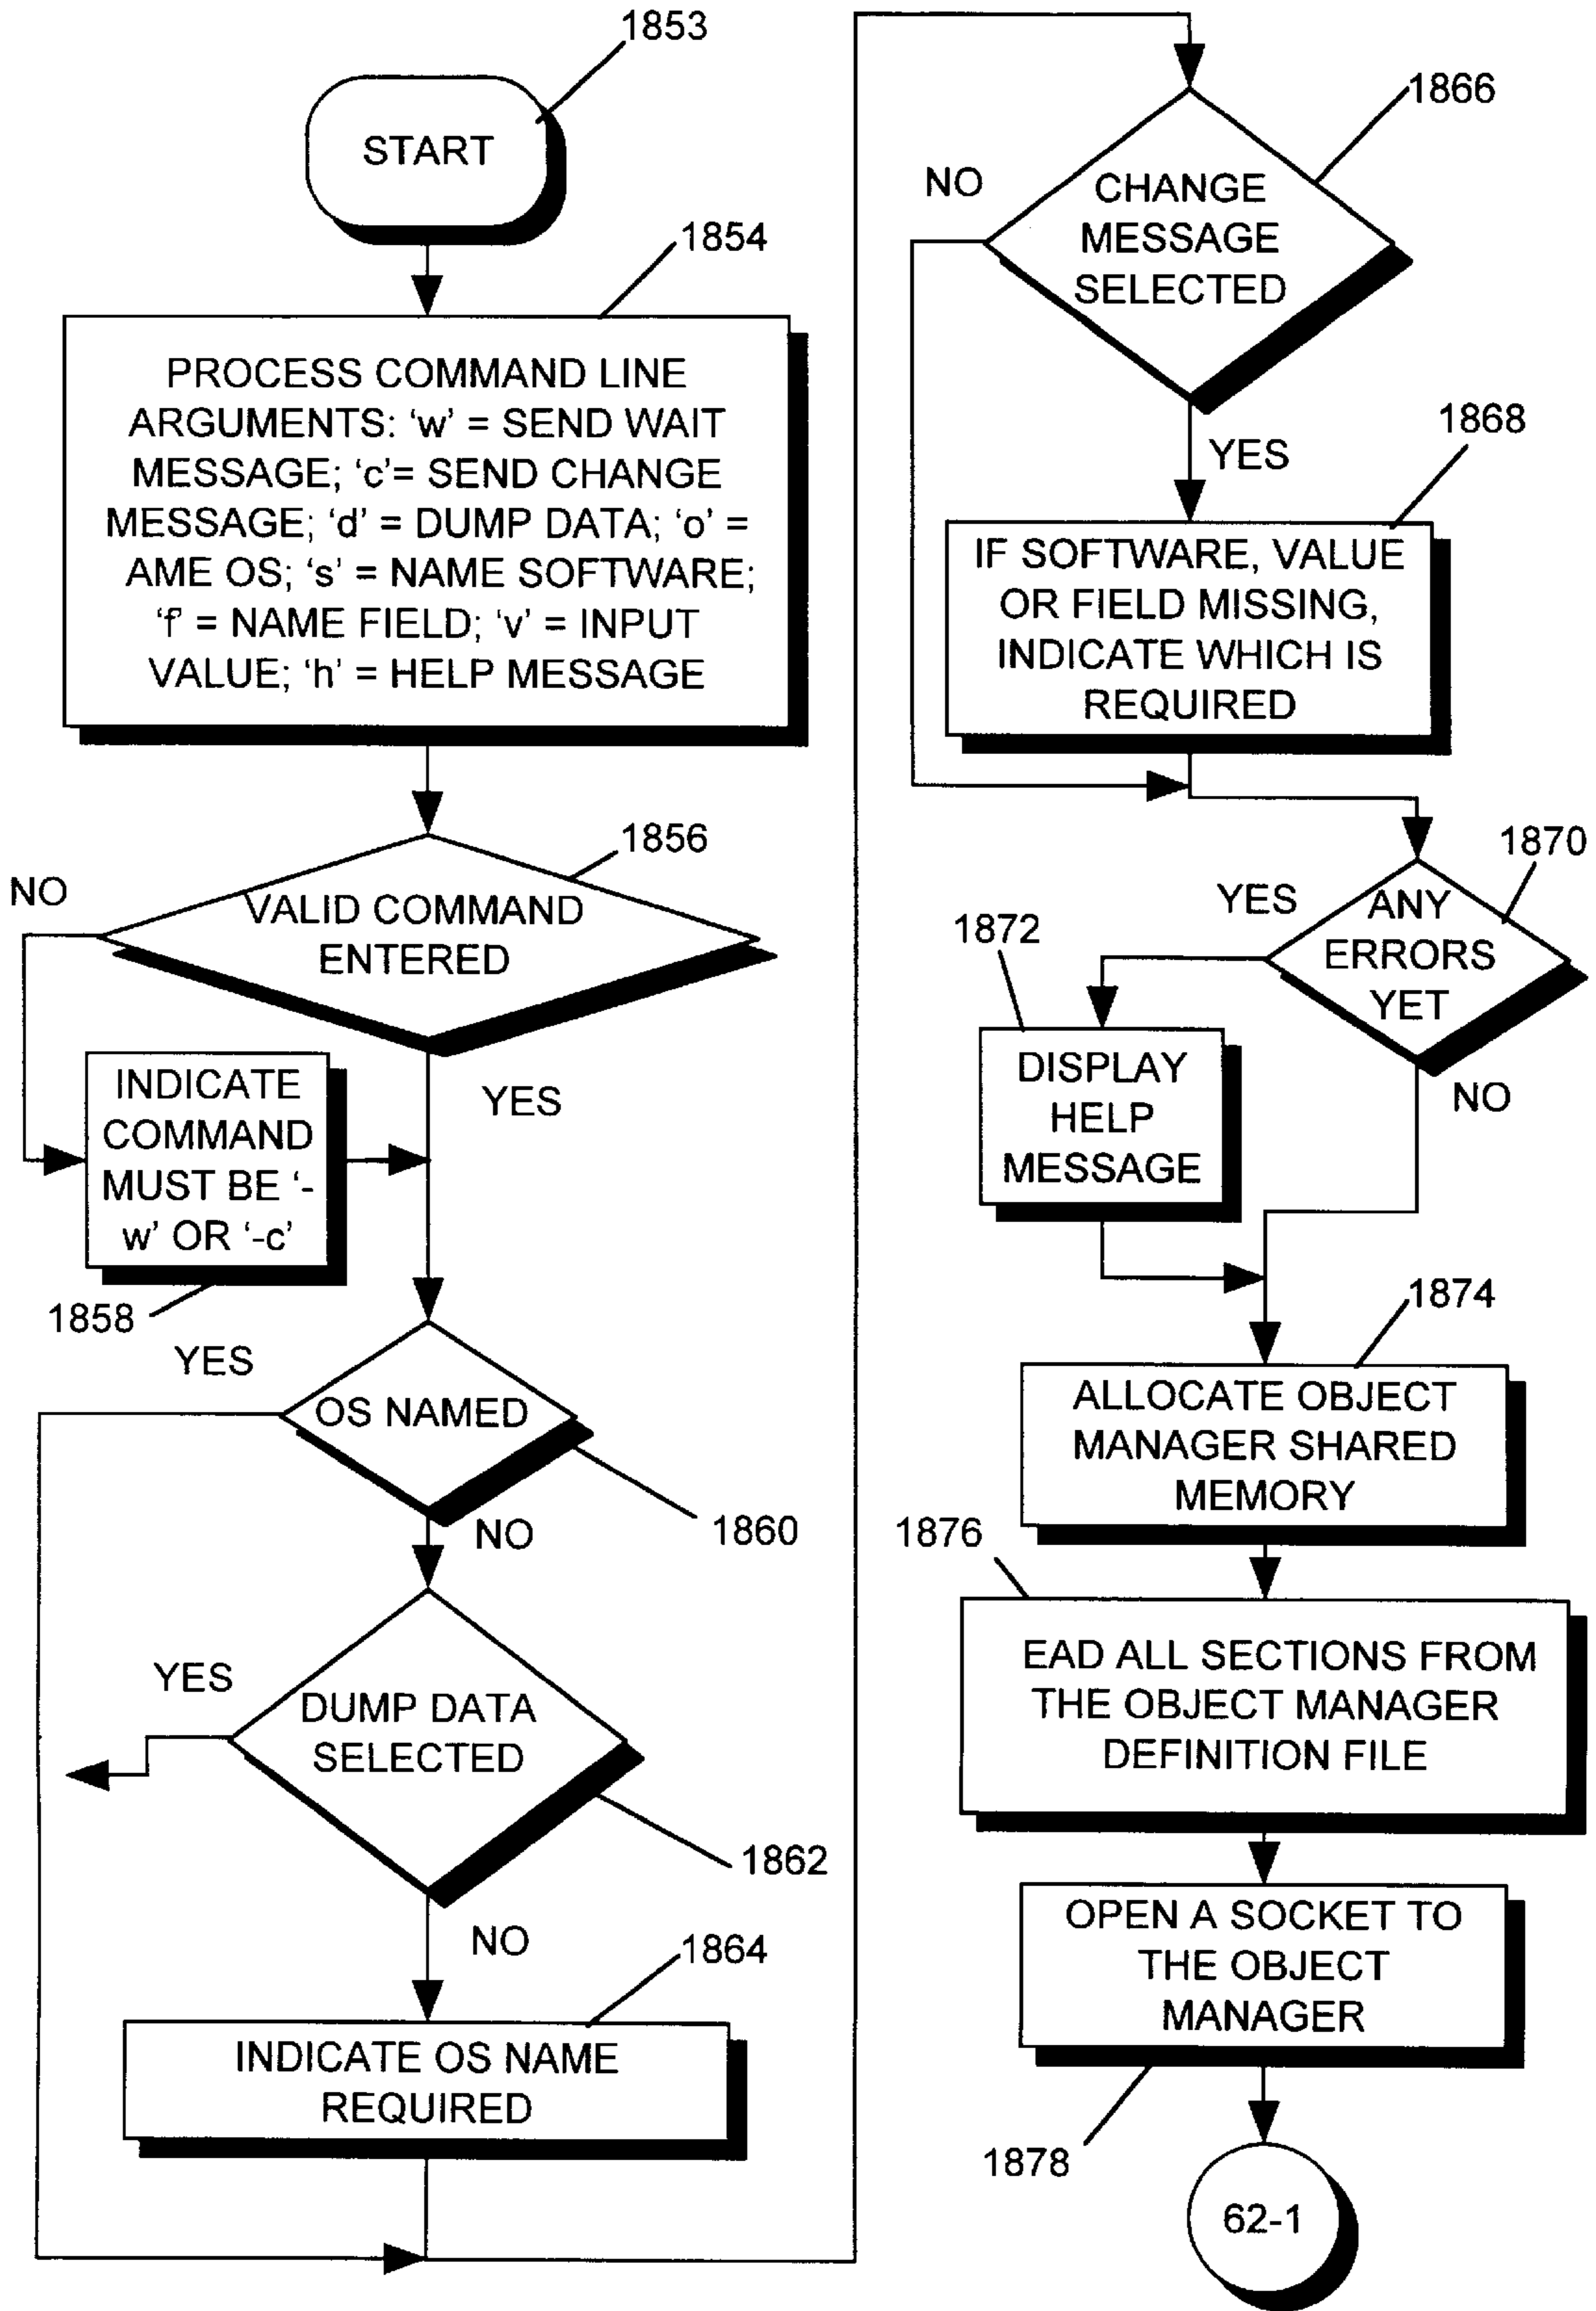 1853
START
1854
PROCESS COMMAND LINE
ARGUMENTS: ‘w’ = SEND WAIT
MESSAGE; ‘c’= SEND CHANGE
MESSAGE; ‘d’ = DUMP DATA; ‘o’ =
AME OS; ‘s’ = NAME SOFTWARE;
‘f’ = NAME FIELD; ‘v’ = INPUT
VALUE; ‘h’ = HELP MESSAGE
1856
NO
VALID COMMAND
ENTERED
YES
INDICATE
COMMAND
MUST BE ‘-
w’ OR ‘-c’
1858
YES
OS NAMED
1860
NO
YES
DUMP DATA
SELECTED
1862
NO
1864
INDICATE OS NAME
REQUIRED
1866
NO
CHANGE
MESSAGE
SELECTED
YES
1868
IF SOFTWARE, VALUE
OR FIELD MISSING,
INDICATE WHICH IS
REQUIRED
1870
YES
ANY
ERRORS
YET
NO
1872
DISPLAY
HELP
MESSAGE
1874
ALLOCATE OBJECT
MANAGER SHARED
MEMORY
1876
EAD ALL SECTIONS FROM
THE OBJECT MANAGER
DEFINITION FILE
OPEN A SOCKET TO
THE OBJECT
MANAGER
1878
62-1